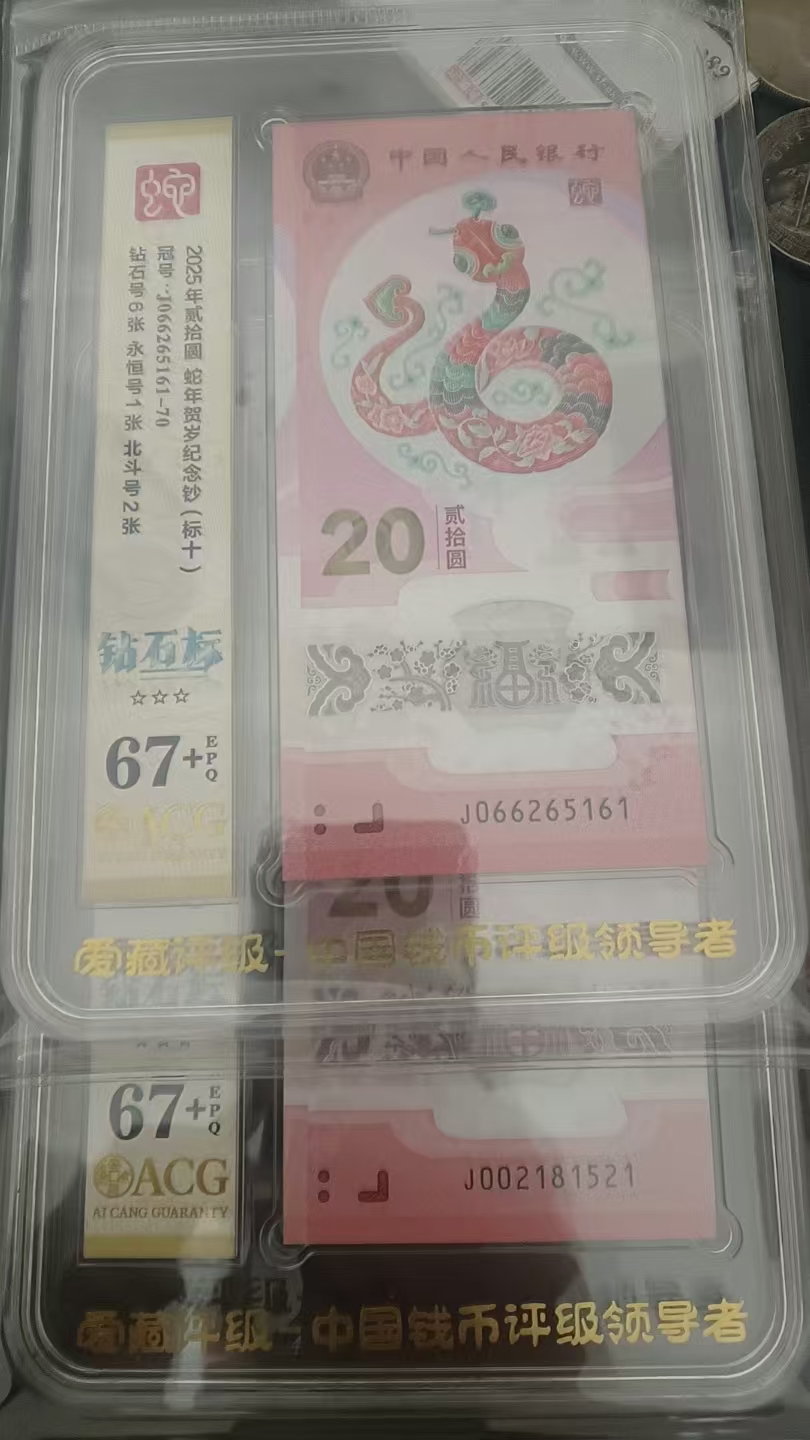 蛇
2025年贰拾圆 蛇年贺岁纪念钞(标十)
冠号:J066265161-70
钻石号6张 永恒号1张 北斗号2张
钻石标
☆☆☆
67+ EPQ
ACG
中国人民银行
蛇
20 贰拾圆
福
J066265161
爱藏评级-中国钱币评级领导者
20 拾圆
67+ EPQ
ACG
AI CANG GUARANTY
J002181521
爱藏评级-中国钱币评级领导者